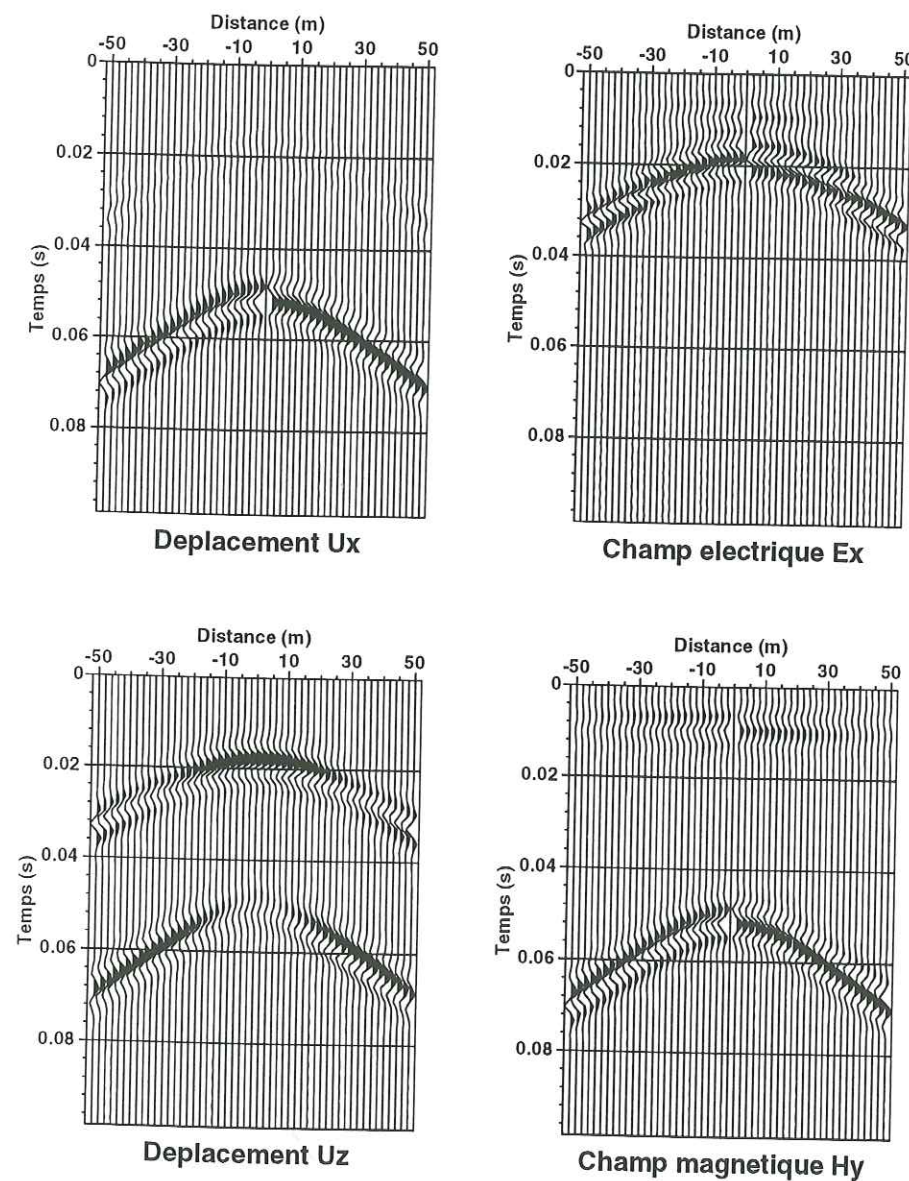 Distance (m)
-50 -30 -10 10 30 50
0
0.02
0.04
0.06
0.08
Temps (s)
Deplacement Ux
Distance (m)
-50 -30 -10 10 30 50
0
0.02
0.04
0.06
0.08
Temps (s)
Champ electrique Ex
Distance (m)
-50 -30 -10 10 30 50
0
0.02
0.04
0.06
0.08
Temps (s)
Deplacement Uz
Distance (m)
-50 -30 -10 10 30 50
0
0.02
0.04
0.06
0.08
Temps (s)
Champ magnetique Hy